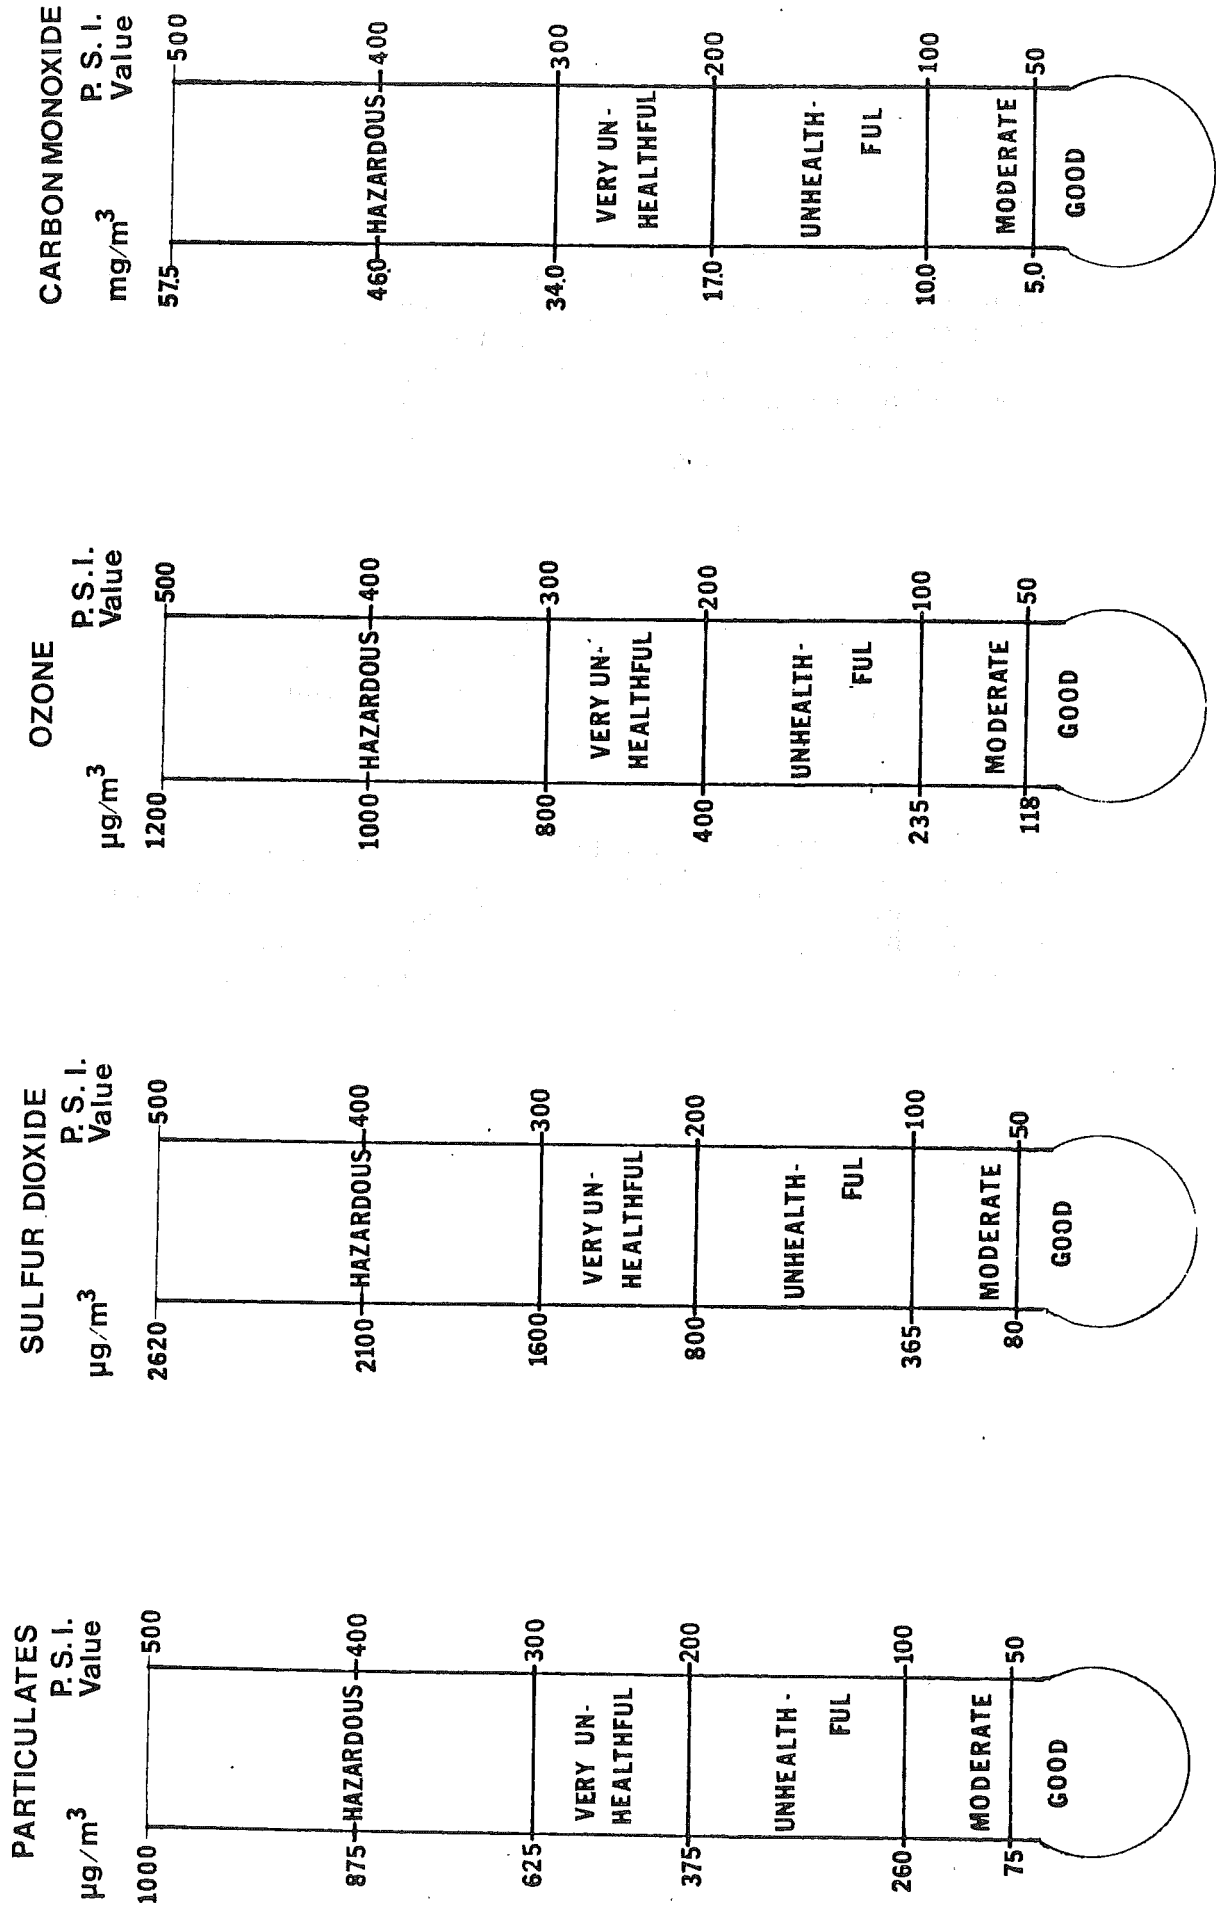 PARTICULATES
µg/m³ P.S.I. Value
1000 500
875 HAZARDOUS 400
625 300
VERY UN-
HEALTHFUL
375 200
UNHEALTH-
FUL
260 100
MODERATE
75 50
GOOD
SULFUR DIOXIDE
µg/m³ P.S.I. Value
2620 500
2100 HAZARDOUS 400
1600 300
VERY UN-
HEALTHFUL
800 200
UNHEALTH-
FUL
365 100
MODERATE
80 50
GOOD
OZONE
µg/m³ P.S.I. Value
1200 500
1000 HAZARDOUS 400
800 300
VERY UN-
HEALTHFUL
400 200
UNHEALTH-
FUL
235 100
MODERATE
118 50
GOOD
CARBON MONOXIDE
mg/m³ P.S.I. Value
57.5 500
46.0 HAZARDOUS 400
34.0 300
VERY UN-
HEALTHFUL
17.0 200
UNHEALTH-
FUL
10.0 100
MODERATE
5.0 50
GOOD